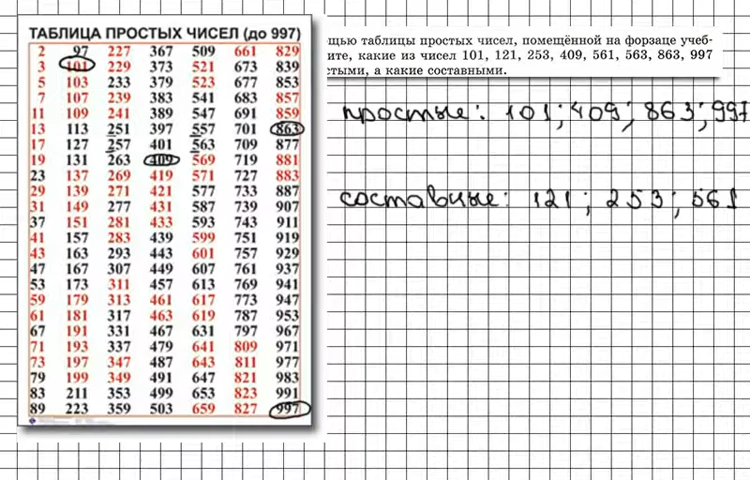 ТАБЛИЦА ПРОСТЫХ ЧИСЕЛ (до 997)
2 97 227 367 509 661 829
3 101 229 373 521 673 839
5 103 233 379 523 677 853
7 107 239 383 541 683 857
11 109 241 389 547 691 859
13 113 251 397 557 701 863
17 127 257 401 563 709 877
19 131 263 409 569 719 881
23 137 269 419 571 727 883
29 139 271 421 577 733 887
31 149 277 431 587 739 907
37 151 281 433 593 743 911
41 157 283 439 599 751 919
43 163 293 443 601 757 929
47 167 307 449 607 761 937
53 173 311 457 613 769 941
59 179 313 461 617 773 947
61 181 317 463 619 787 953
67 191 331 467 631 797 967
71 193 337 479 641 809 971
73 197 347 487 643 811 977
79 199 349 491 647 821 983
83 211 353 499 653 823 991
89 223 359 503 659 827 997
щью таблицы простых чисел, помещённой на форзаце учеб-
ите, какие из чисел 101, 121, 253, 409, 561, 563, 863, 997
стыми, а какие составными.
простые: 101; 409; 863; 997
составные: 121; 253; 561